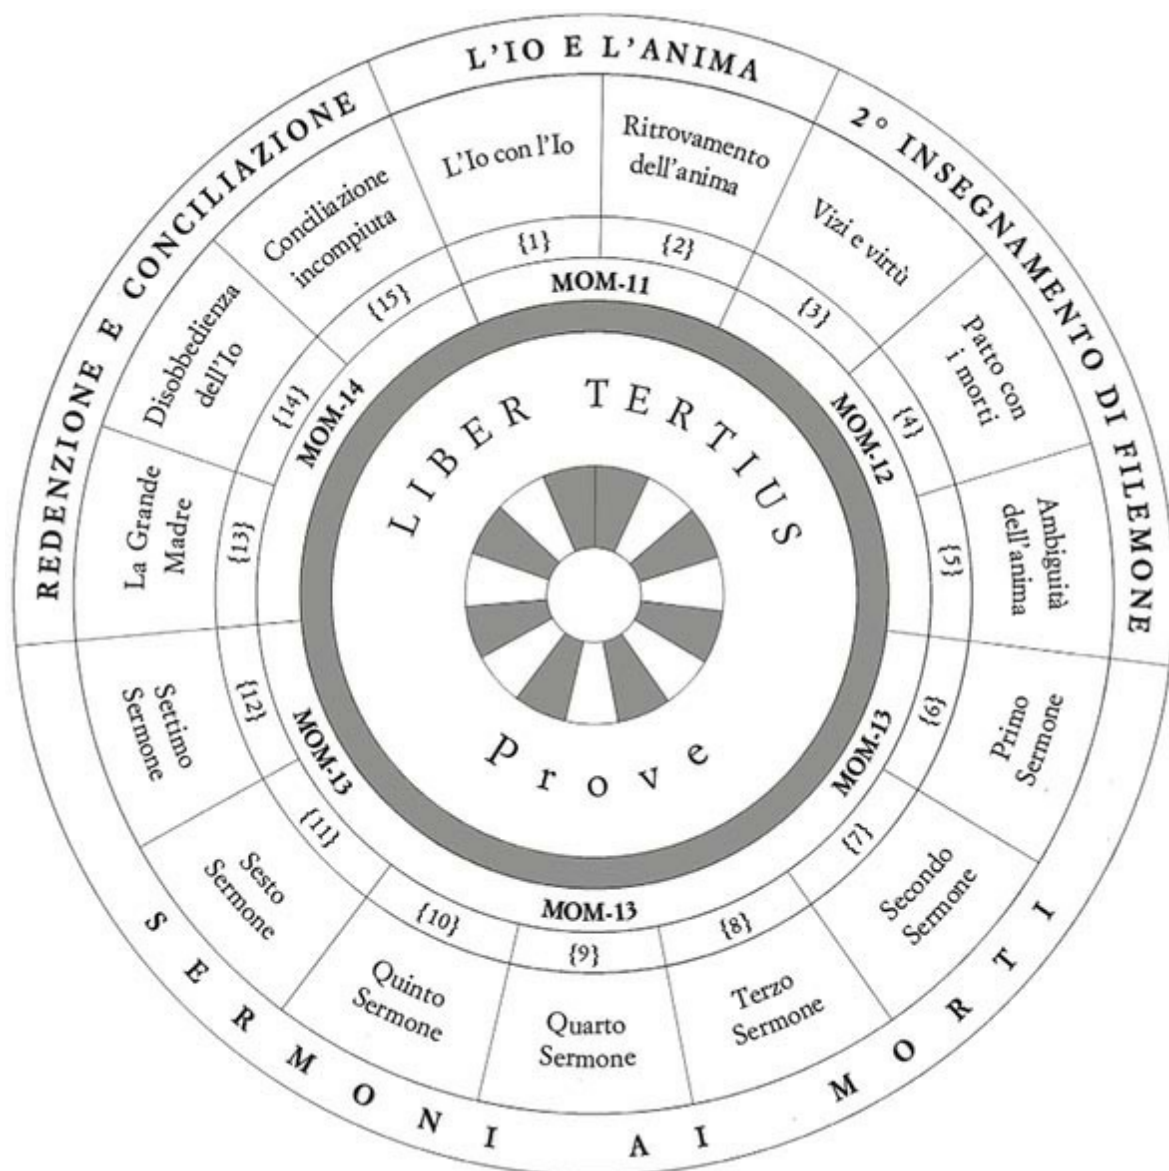 L'IO E L'ANIMA
2° INSEGNAMENTO DI FILEMONE
SERMONI AI MORTI
REDENZIONE E CONCILIAZIONE
L'Io con l'Io
Ritrovamento
dell'anima
Vizi e virtù
Patto con
i morti
Ambiguità
dell'anima
Primo
Sermone
Secondo
Sermone
Terzo
Sermone
Quarto
Sermone
Quinto
Sermone
Sesto
Sermone
Settimo
Sermone
La Grande
Madre
Disobbedienza
dell'Io
Conciliazione
incompiuta
{1}
{2}
{3}
{4}
{5}
{6}
{7}
{8}
{9}
{10}
{11}
{12}
{13}
{14}
{15}
MOM-11
MOM-12
MOM-13
MOM-13
MOM-13
MOM-14
LIBER TERTIUS
Prove